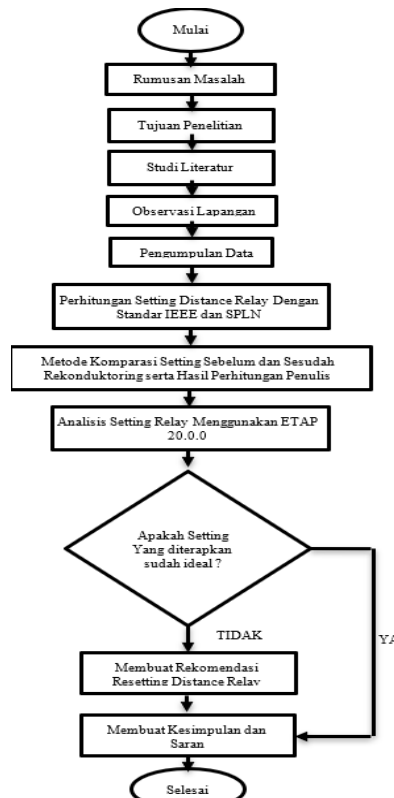 Mulai
Rumusan Masalah
Tujuan Penelitian
Studi Literatur
Observasi Lapangan
Pengumpulan Data
Perhitungan Setting Distance Relay Dengan
Standar IEEE dan SPLN
Metode Komparasi Setting Sebelum dan Sesudah
Rekonduktoring serta Hasil Perhitungan Penulis
Analisis Setting Relay Menggunakan ETAP
20.0.0
Apakah Setting
Yang diterapkan
sudah ideal ?
TIDAK
YA
Membuat Rekomendasi
Resetting Distance Relay
Membuat Kesimpulan dan
Saran
Selesai